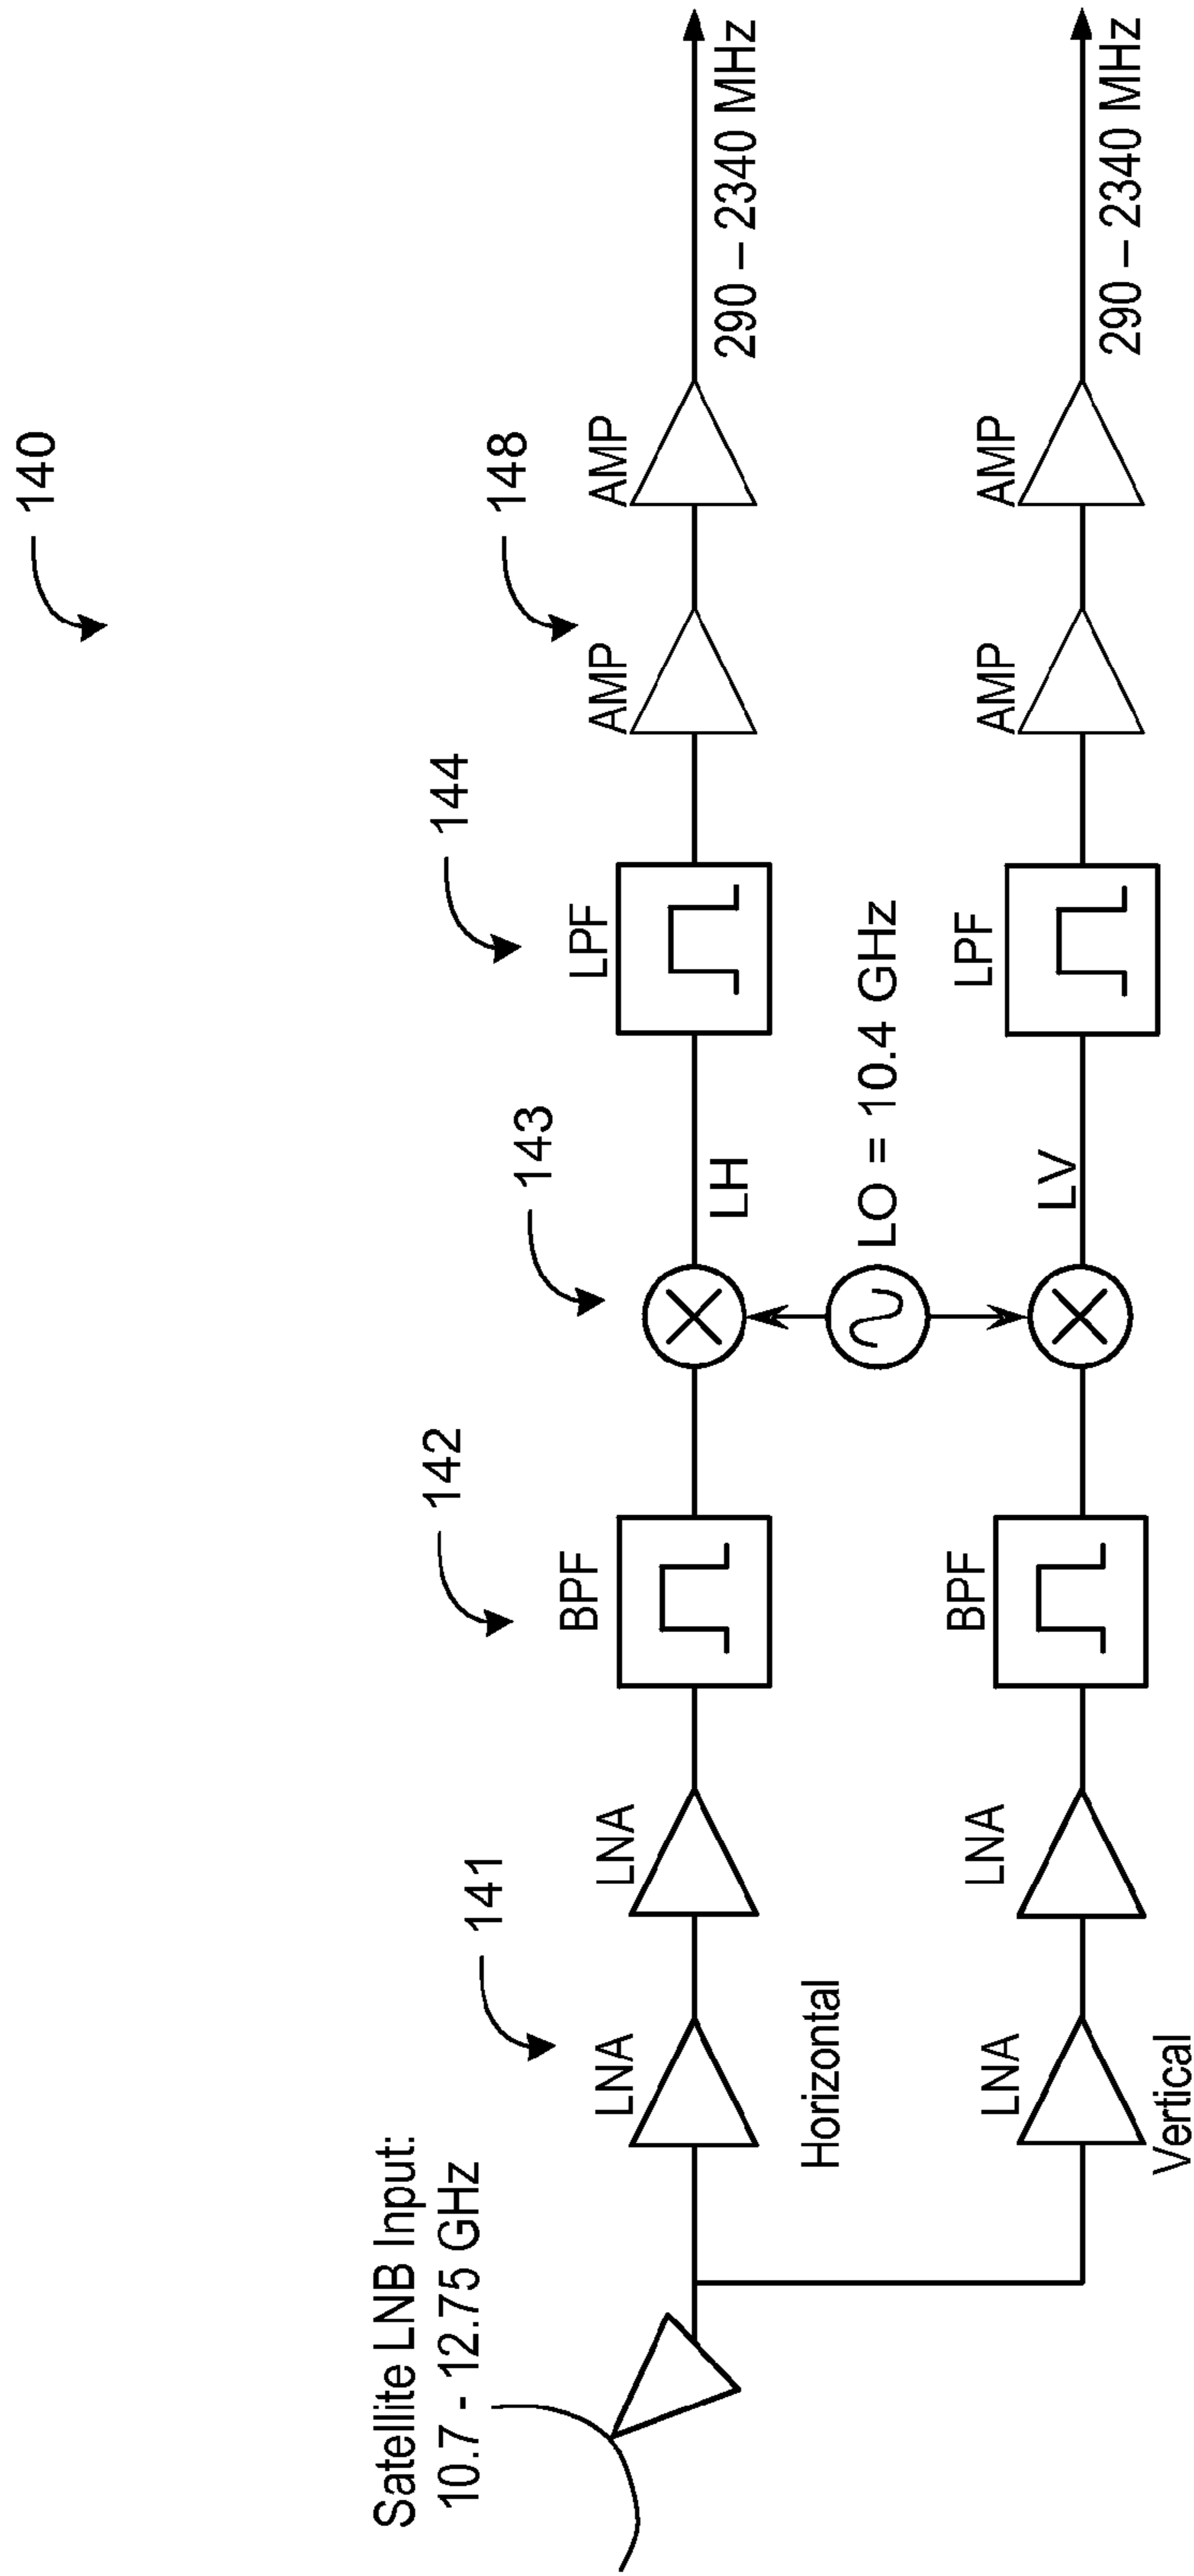 140
Satellite LNB Input:
10.7 - 12.75 GHz
141
142
143
144
148
LNA
LNA
BPF
LPF
AMP
AMP
Horizontal
LH
290 – 2340 MHz
LO = 10.4 GHz
LNA
LNA
BPF
LPF
AMP
AMP
Vertical
LV
290 – 2340 MHz